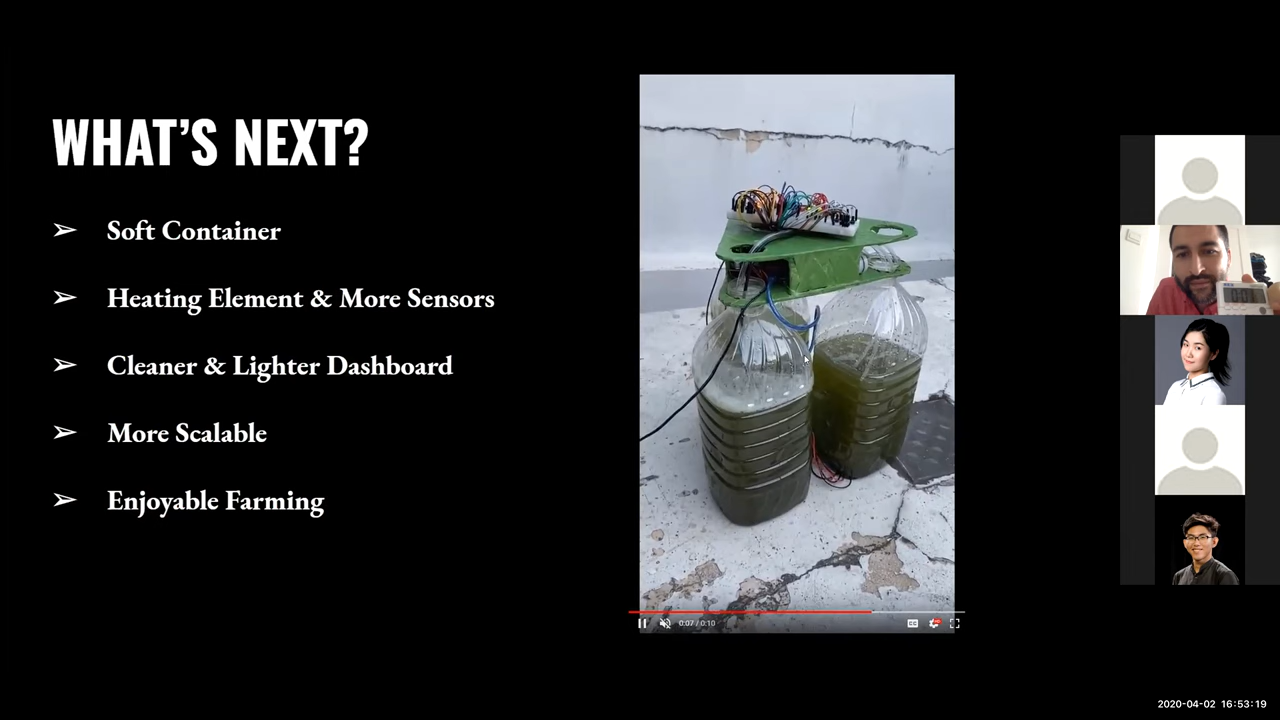 WHAT'S NEXT?
➢ Soft Container
➢ Heating Element & More Sensors
➢ Cleaner & Lighter Dashboard
➢ More Scalable
➢ Enjoyable Farming
0:07 / 0:10
CC
2020-04-02 16:53:19